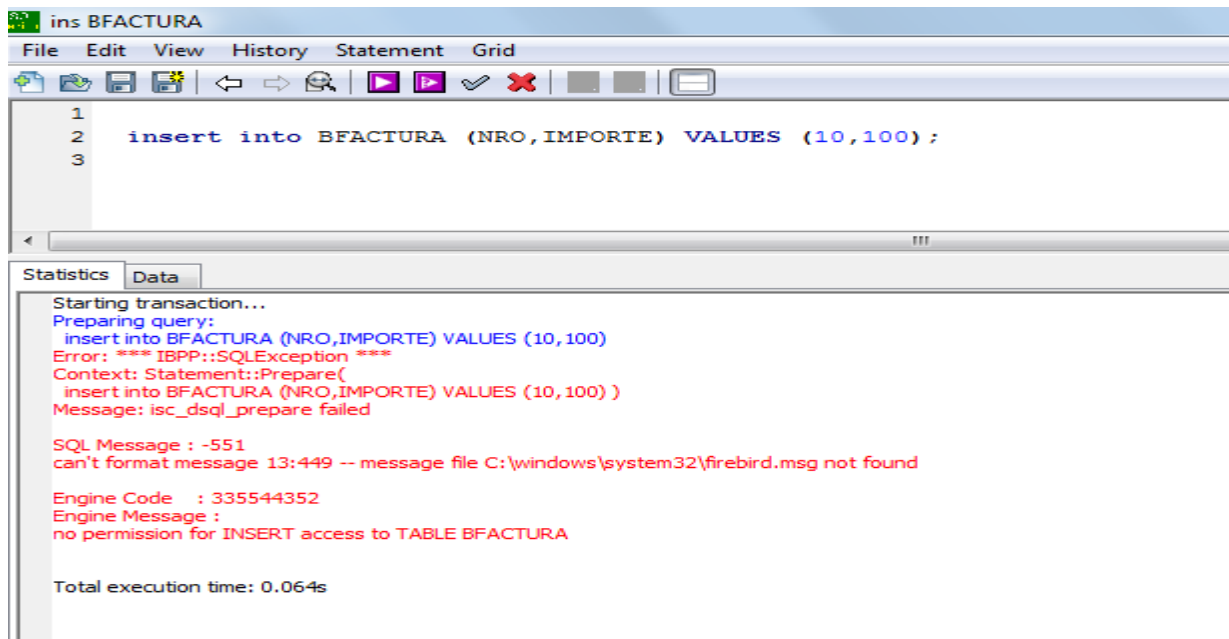 ins BFACTURA
File Edit View History Statement Grid
1
2 insert into BFACTURA (NRO,IMPORTE) VALUES (10,100);
3
Statistics Data
Starting transaction...
Preparing query:
insert into BFACTURA (NRO,IMPORTE) VALUES (10,100)
Error: *** IBPP::SQLException ***
Context: Statement::Prepare(
insert into BFACTURA (NRO,IMPORTE) VALUES (10,100) )
Message: isc_dsql_prepare failed
SQL Message : -551
can't format message 13:449 -- message file C:\windows\system32\firebird.msg not found
Engine Code : 335544352
Engine Message :
no permission for INSERT access to TABLE BFACTURA
Total execution time: 0.064s